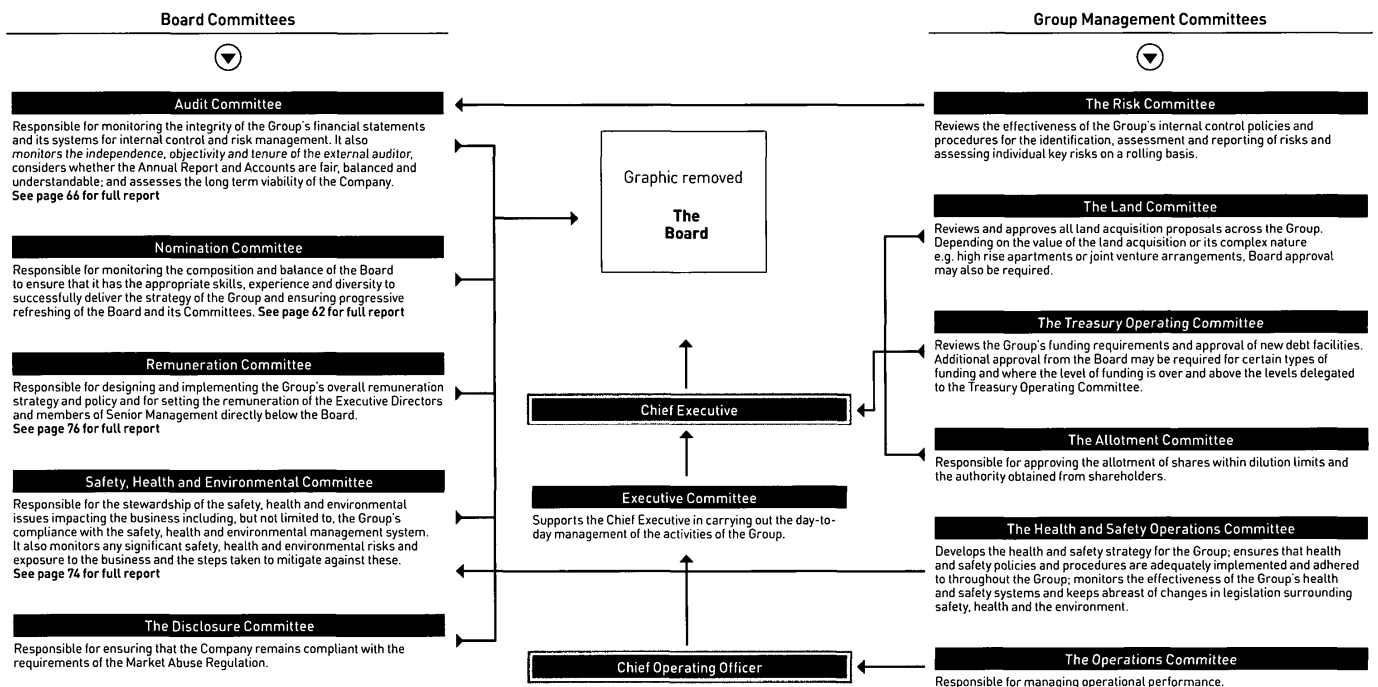 Board Committees
Audit Committee
Responsible for monitoring the integrity of the Group's financial statements
and its systems for internal control and risk management. It also
monitors the independence, objectivity and tenure of the external auditor,
considers whether the Annual Report and Accounts are fair, balanced and
understandable; and assesses the long term viability of the Company.
See page 66 for full report
Nomination Committee
Responsible for monitoring the composition and balance of the Board
to ensure that it has the appropriate skills, experience and diversity to
successfully deliver the strategy of the Group and ensuring progressive
refreshing of the Board and its Committees. See page 62 for full report
Remuneration Committee
Responsible for designing and implementing the Group's overall remuneration
strategy and policy and for setting the remuneration of the Executive Directors
and members of Senior Management directly below the Board.
See page 76 for full report
Safety, Health and Environmental Committee
Responsible for the stewardship of the safety, health and environmental
issues impacting the business including, but not limited to, the Group's
compliance with the safety, health and environmental management system.
It also monitors any significant safety, health and environmental risks and
exposure to the business and the steps taken to mitigate against these.
See page 74 for full report
The Disclosure Committee
Responsible for ensuring that the Company remains compliant with the
requirements of the Market Abuse Regulation.
Graphic removed
The
Board
Chief Executive
Executive Committee
Supports the Chief Executive in carrying out the day-to-
day management of the activities of the Group.
Chief Operating Officer
Group Management Committees
The Risk Committee
Reviews the effectiveness of the Group's internal control policies and
procedures for the identification, assessment and reporting of risks and
assessing individual key risks on a rolling basis.
The Land Committee
Reviews and approves all land acquisition proposals across the Group.
Depending on the value of the land acquisition or its complex nature
e.g. high rise apartments or joint venture arrangements, Board approval
may also be required.
The Treasury Operating Committee
Reviews the Group's funding requirements and approval of new debt facilities.
Additional approval from the Board may be required for certain types of
funding and where the level of funding is over and above the levels delegated
to the Treasury Operating Committee.
The Allotment Committee
Responsible for approving the allotment of shares within dilution limits and
the authority obtained from shareholders.
The Health and Safety Operations Committee
Develops the health and safety strategy for the Group; ensures that health
and safety policies and procedures are adequately implemented and adhered
to throughout the Group; monitors the effectiveness of the Group's health
and safety systems and keeps abreast of changes in legislation surrounding
safety, health and the environment.
The Operations Committee
Responsible for managing operational performance.